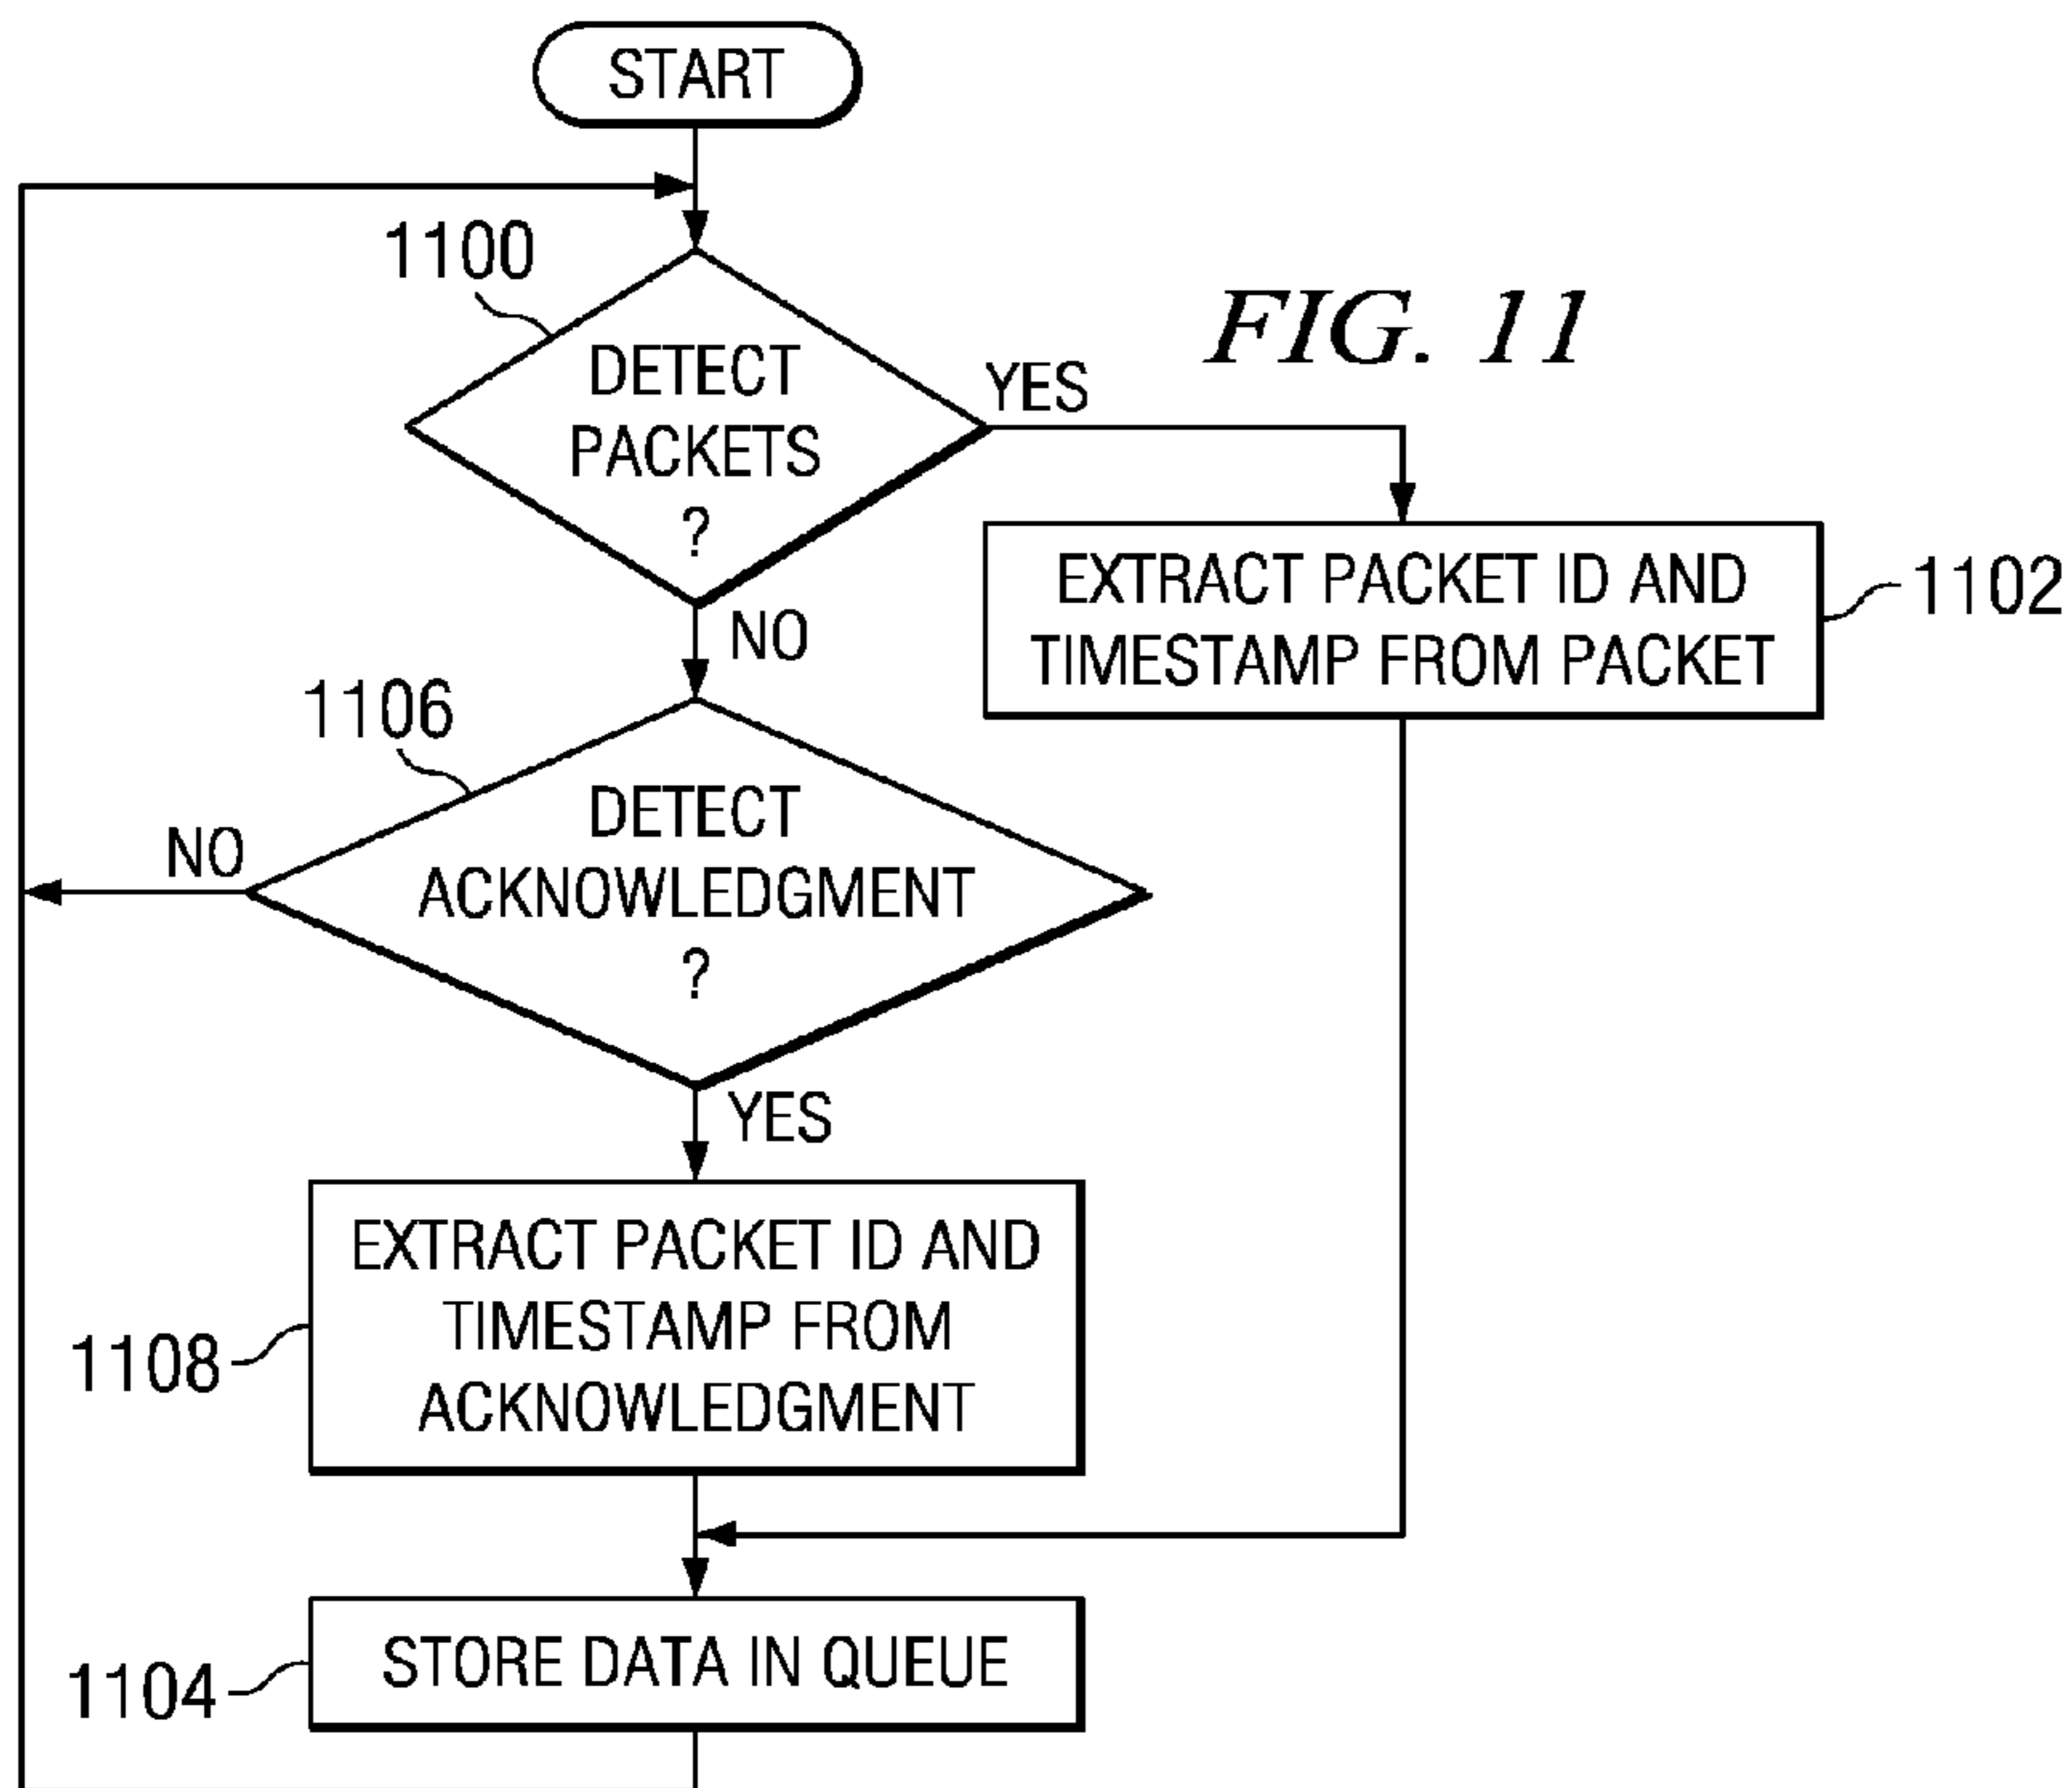 START
1100
FIG. 11
DETECT
PACKETS
?
YES
NO
EXTRACT PACKET ID AND
TIMESTAMP FROM PACKET
1102
1106
DETECT
ACKNOWLEDGMENT
?
NO
YES
EXTRACT PACKET ID AND
TIMESTAMP FROM
ACKNOWLEDGMENT
1108
STORE DATA IN QUEUE
1104